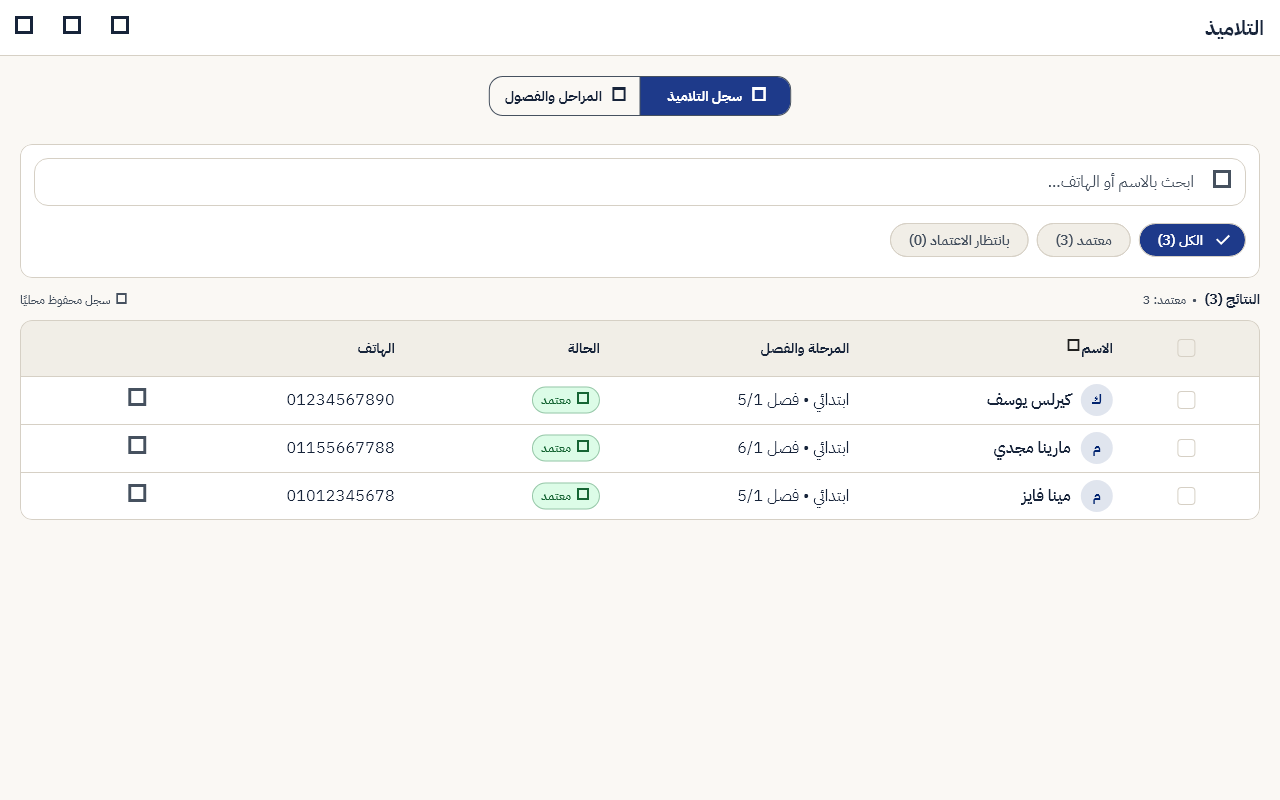 التلاميذ
سجل التلاميذ
المراحل والفصول
ابحث بالاسم أو الهاتف...
الكل (3)
معتمد (3)
بانتظار الاعتماد (0)
النتائج (3) • معتمد: 3
سجل محفوظ محليًا
الاسم المرحلة والفصل الحالة الهاتف
ك كيرلس يوسف ابتدائي • فصل 5/1 معتمد 01234567890
م مارينا مجدي ابتدائي • فصل 6/1 معتمد 01155667788
م مينا فايز ابتدائي • فصل 5/1 معتمد 01012345678